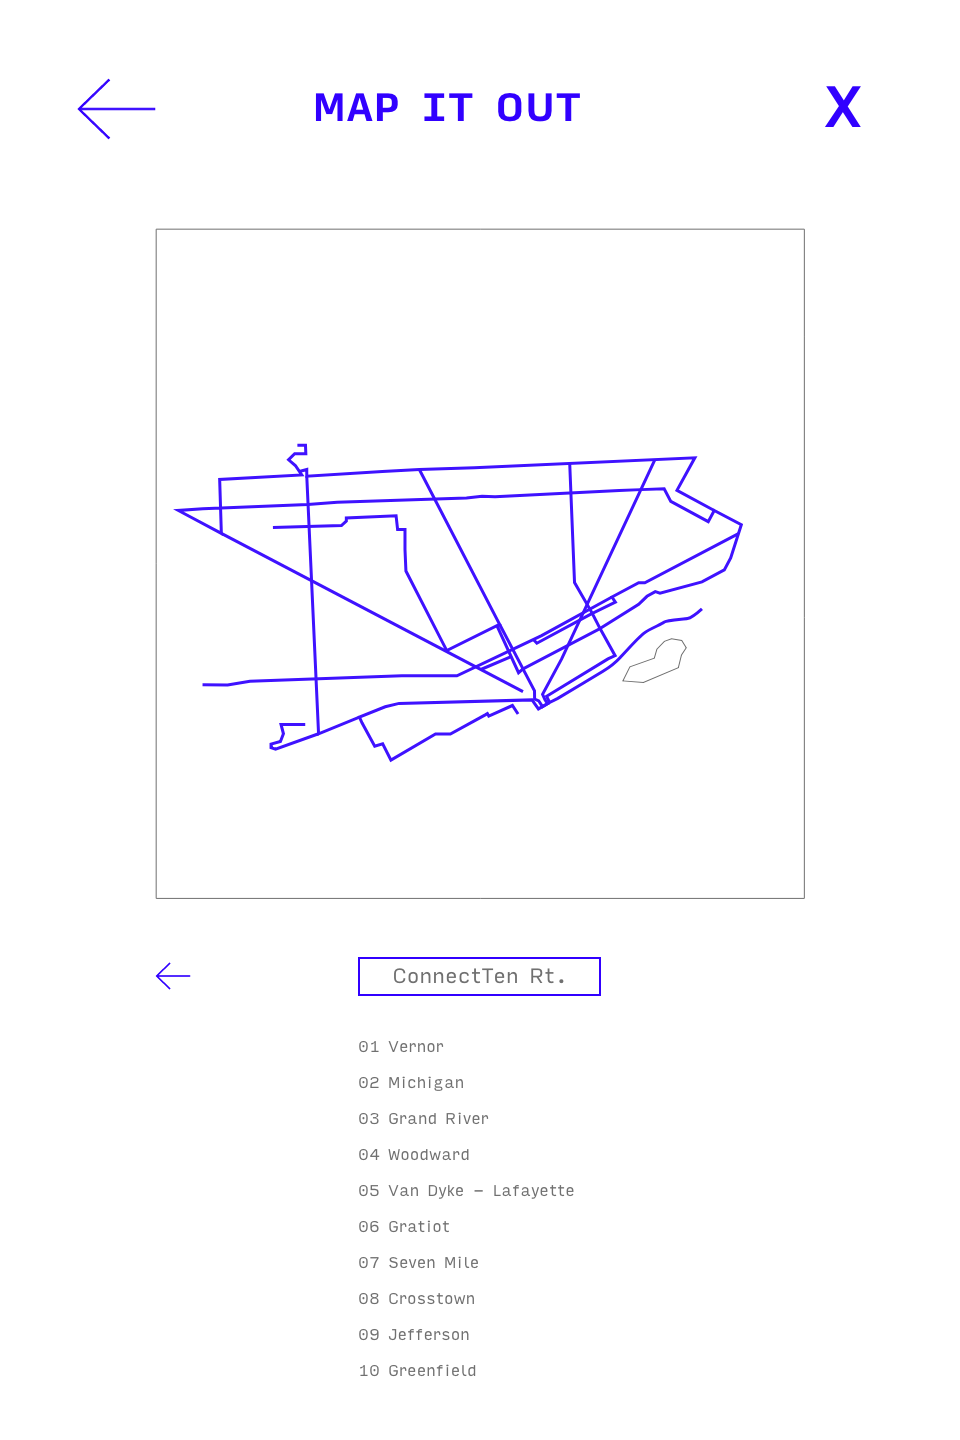 MAP IT OUT
X
ConnectTen Rt.
01 Vernor
02 Michigan
03 Grand River
04 Woodward
05 Van Dyke – Lafayette
06 Gratiot
07 Seven Mile
08 Crosstown
09 Jefferson
10 Greenfield